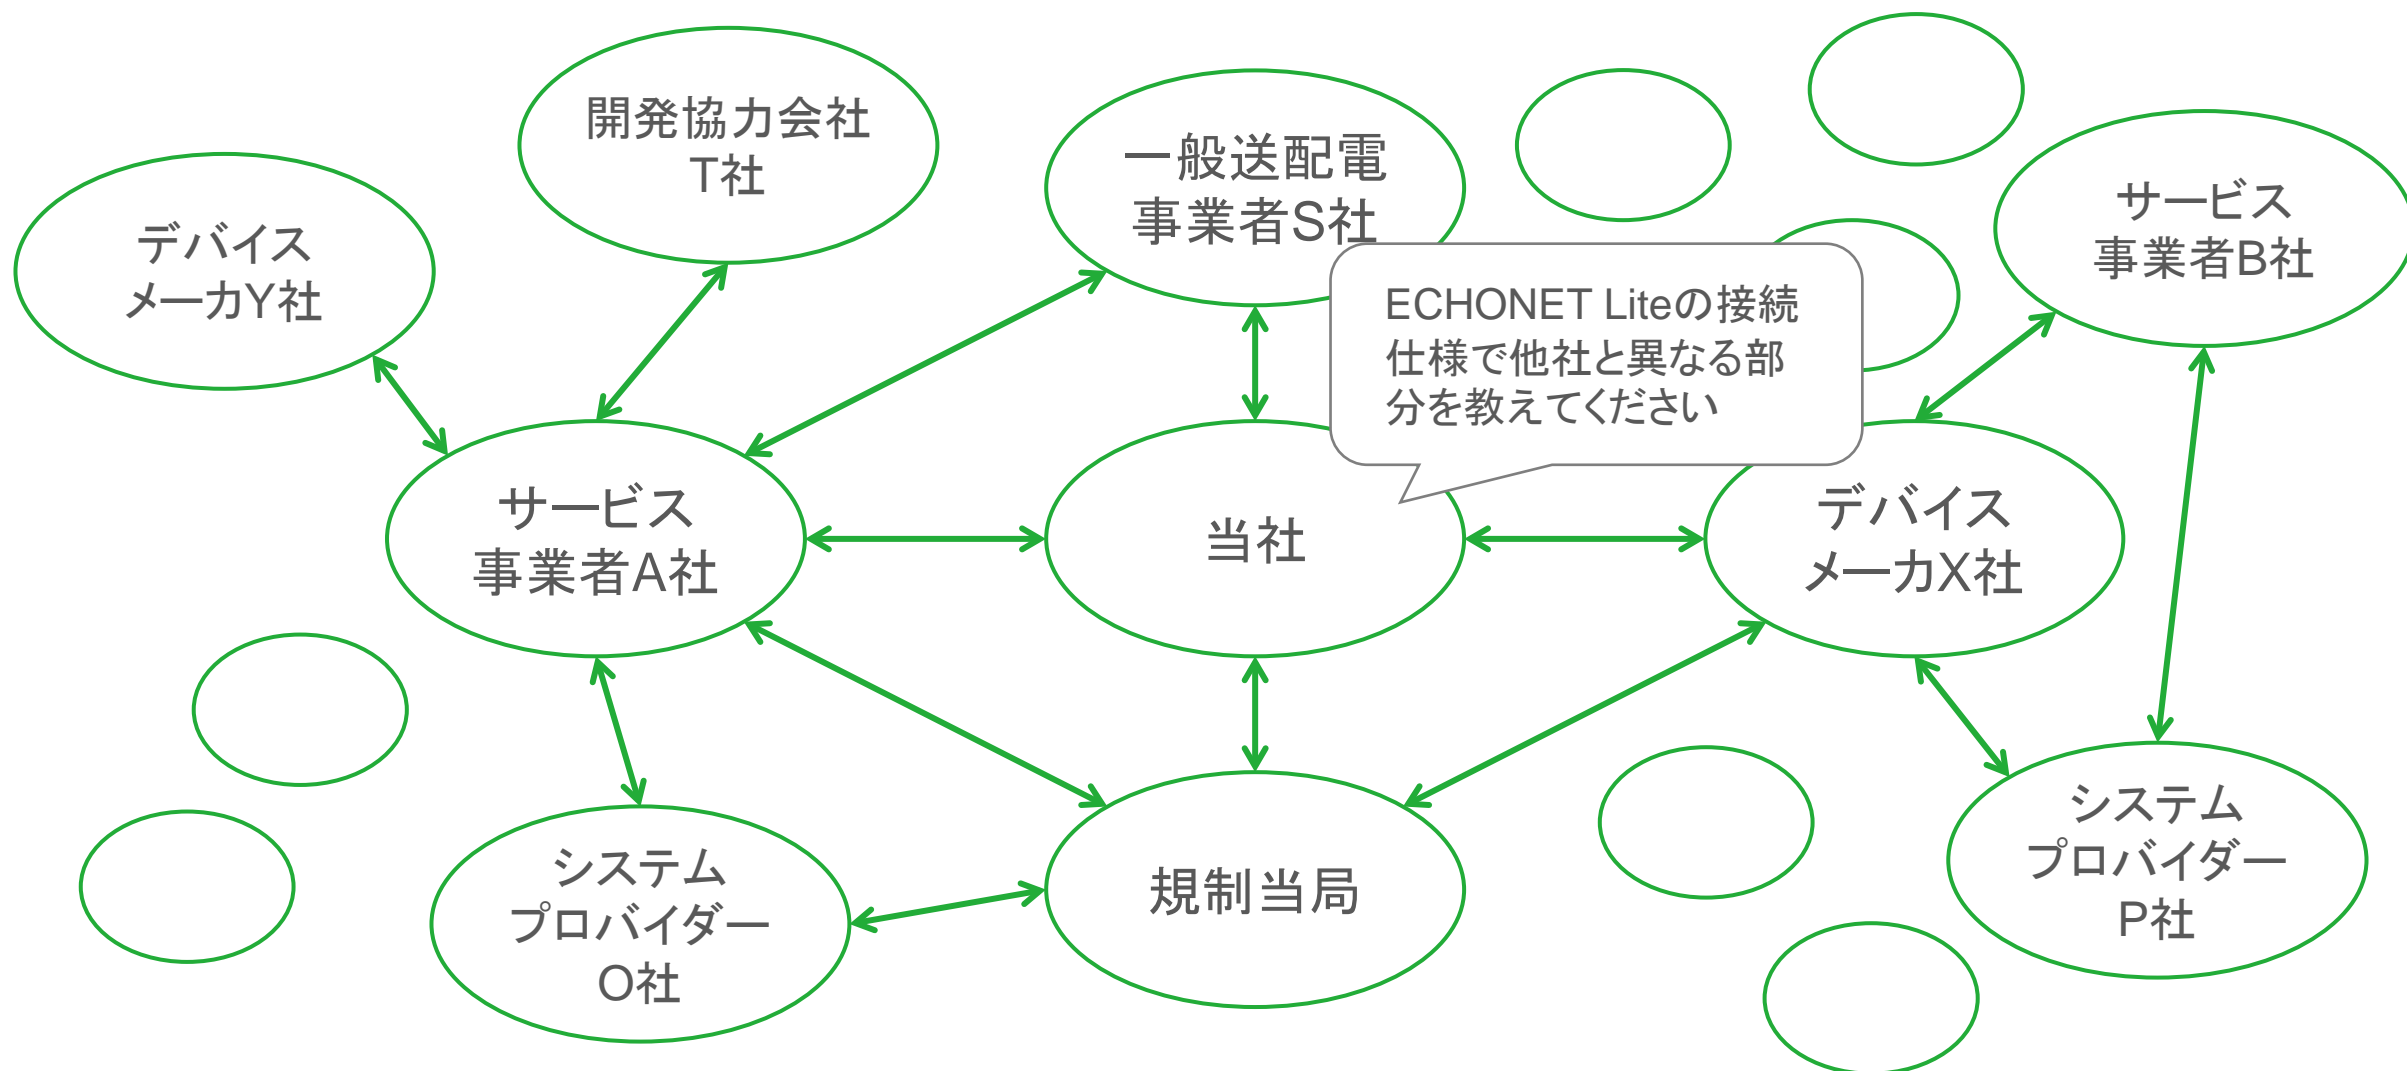 開発協力会社
T社
一般送配電
事業者S社
サービス
事業者B社
デバイス
メーカY社
ECHONET Liteの接続
仕様で他社と異なる部
分を教えてください
サービス
事業者A社
当社
デバイス
メーカX社
システム
プロバイダー
O社
規制当局
システム
プロバイダー
P社